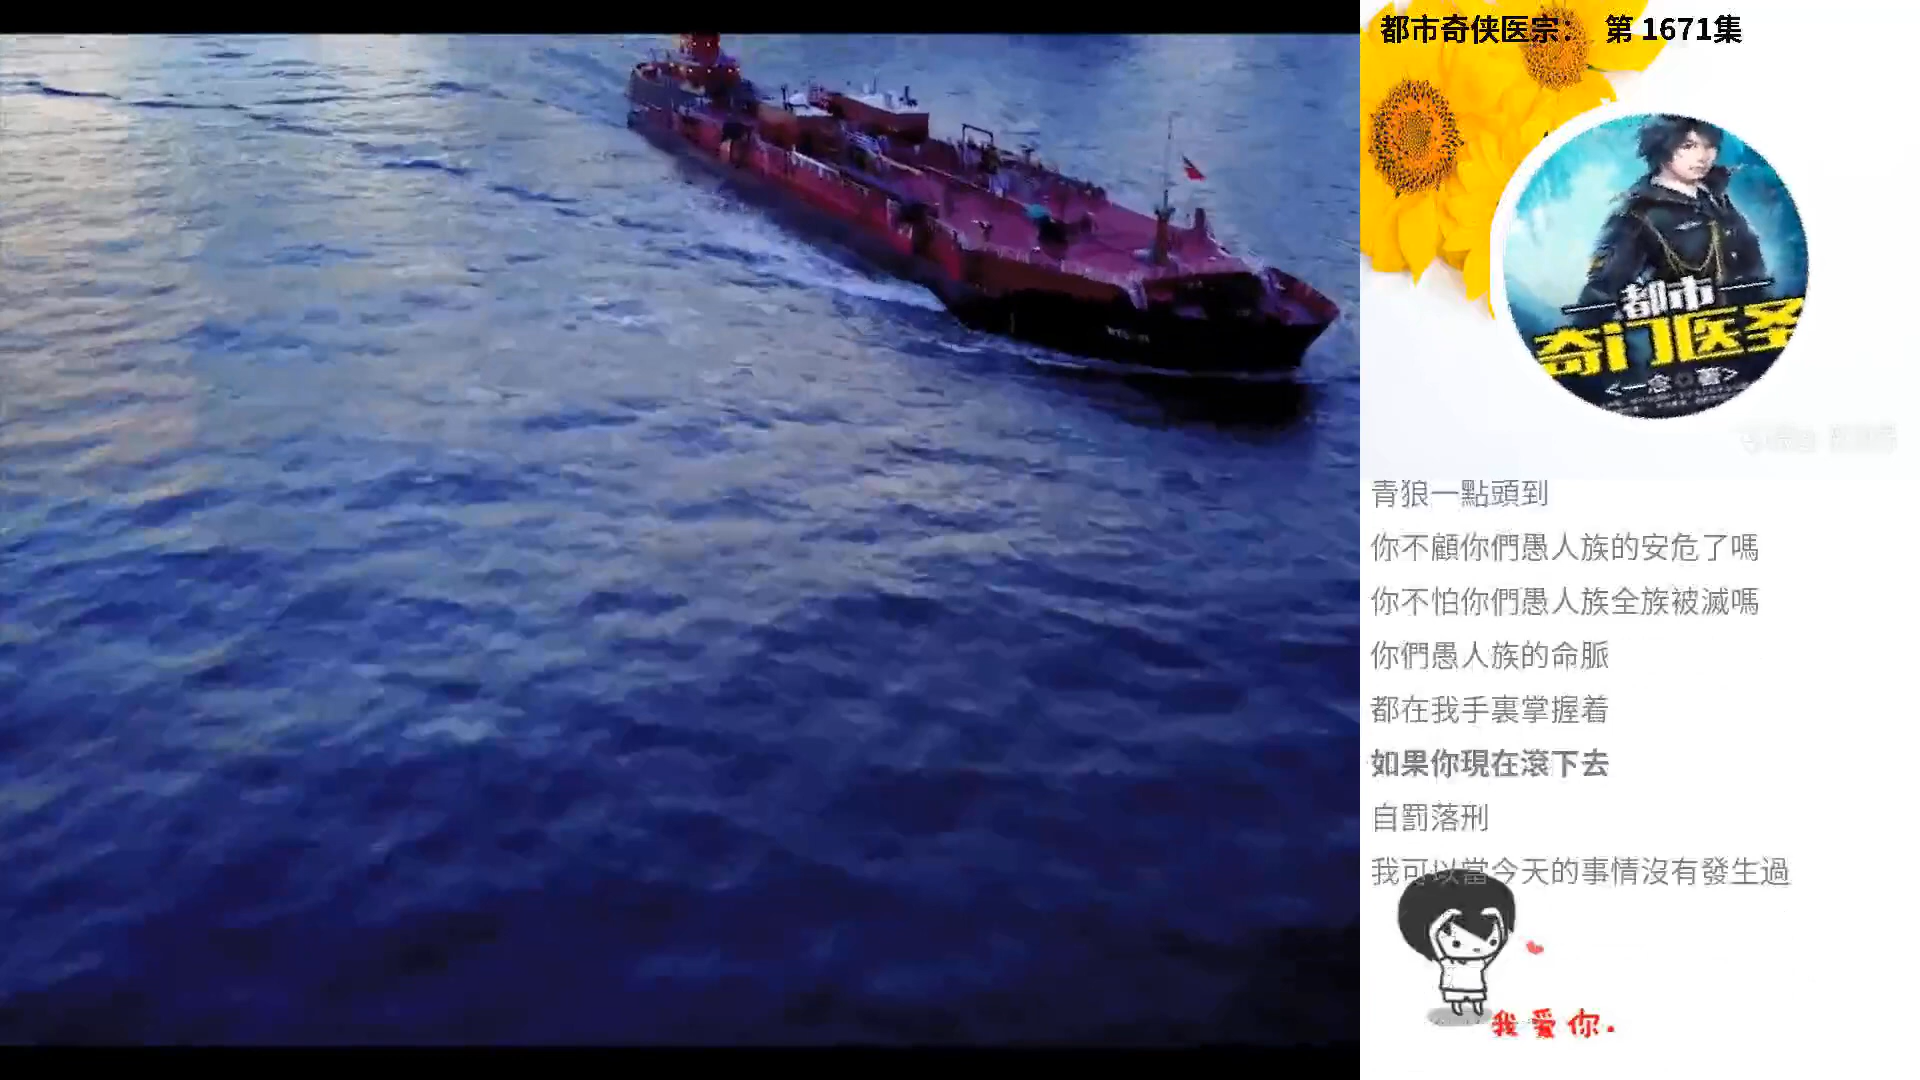 都市奇侠医宗： 第 1671集
都市
奇门医圣
青狼一點頭到
你不顧你們愚人族的安危了嗎
你不怕你們愚人族全族被滅嗎
你們愚人族的命脈
都在我手裏掌握着
如果你現在滾下去
自罰落刑
我可以當今天的事情沒有發生過
我爱你.